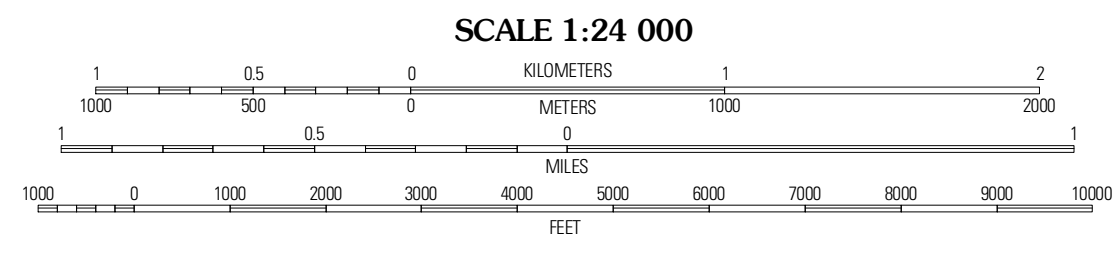 SCALE 1:24 000
1 0.5 0 KILOMETERS 1 2
1000 500 0 METERS 1000 2000
1 0.5 0 1
MILES
1000 0 1000 2000 3000 4000 5000 6000 7000 8000 9000 10000
FEET